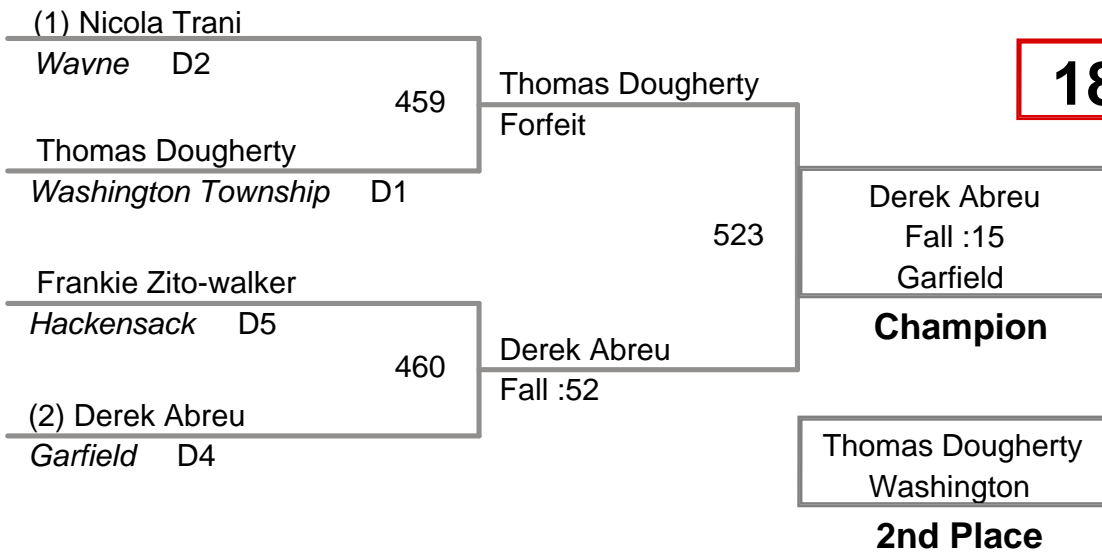 (1) Nicola Trani
Wavne D2
459
Thomas Dougherty
Washington Township D1
Frankie Zito-walker
Hackensack D5
460
(2) Derek Abreu
Garfield D4
Thomas Dougherty
Forfeit
523
Derek Abreu
Fall :52
18
Derek Abreu
Fall :15
Garfield
Champion
Thomas Dougherty
Washington
2nd Place